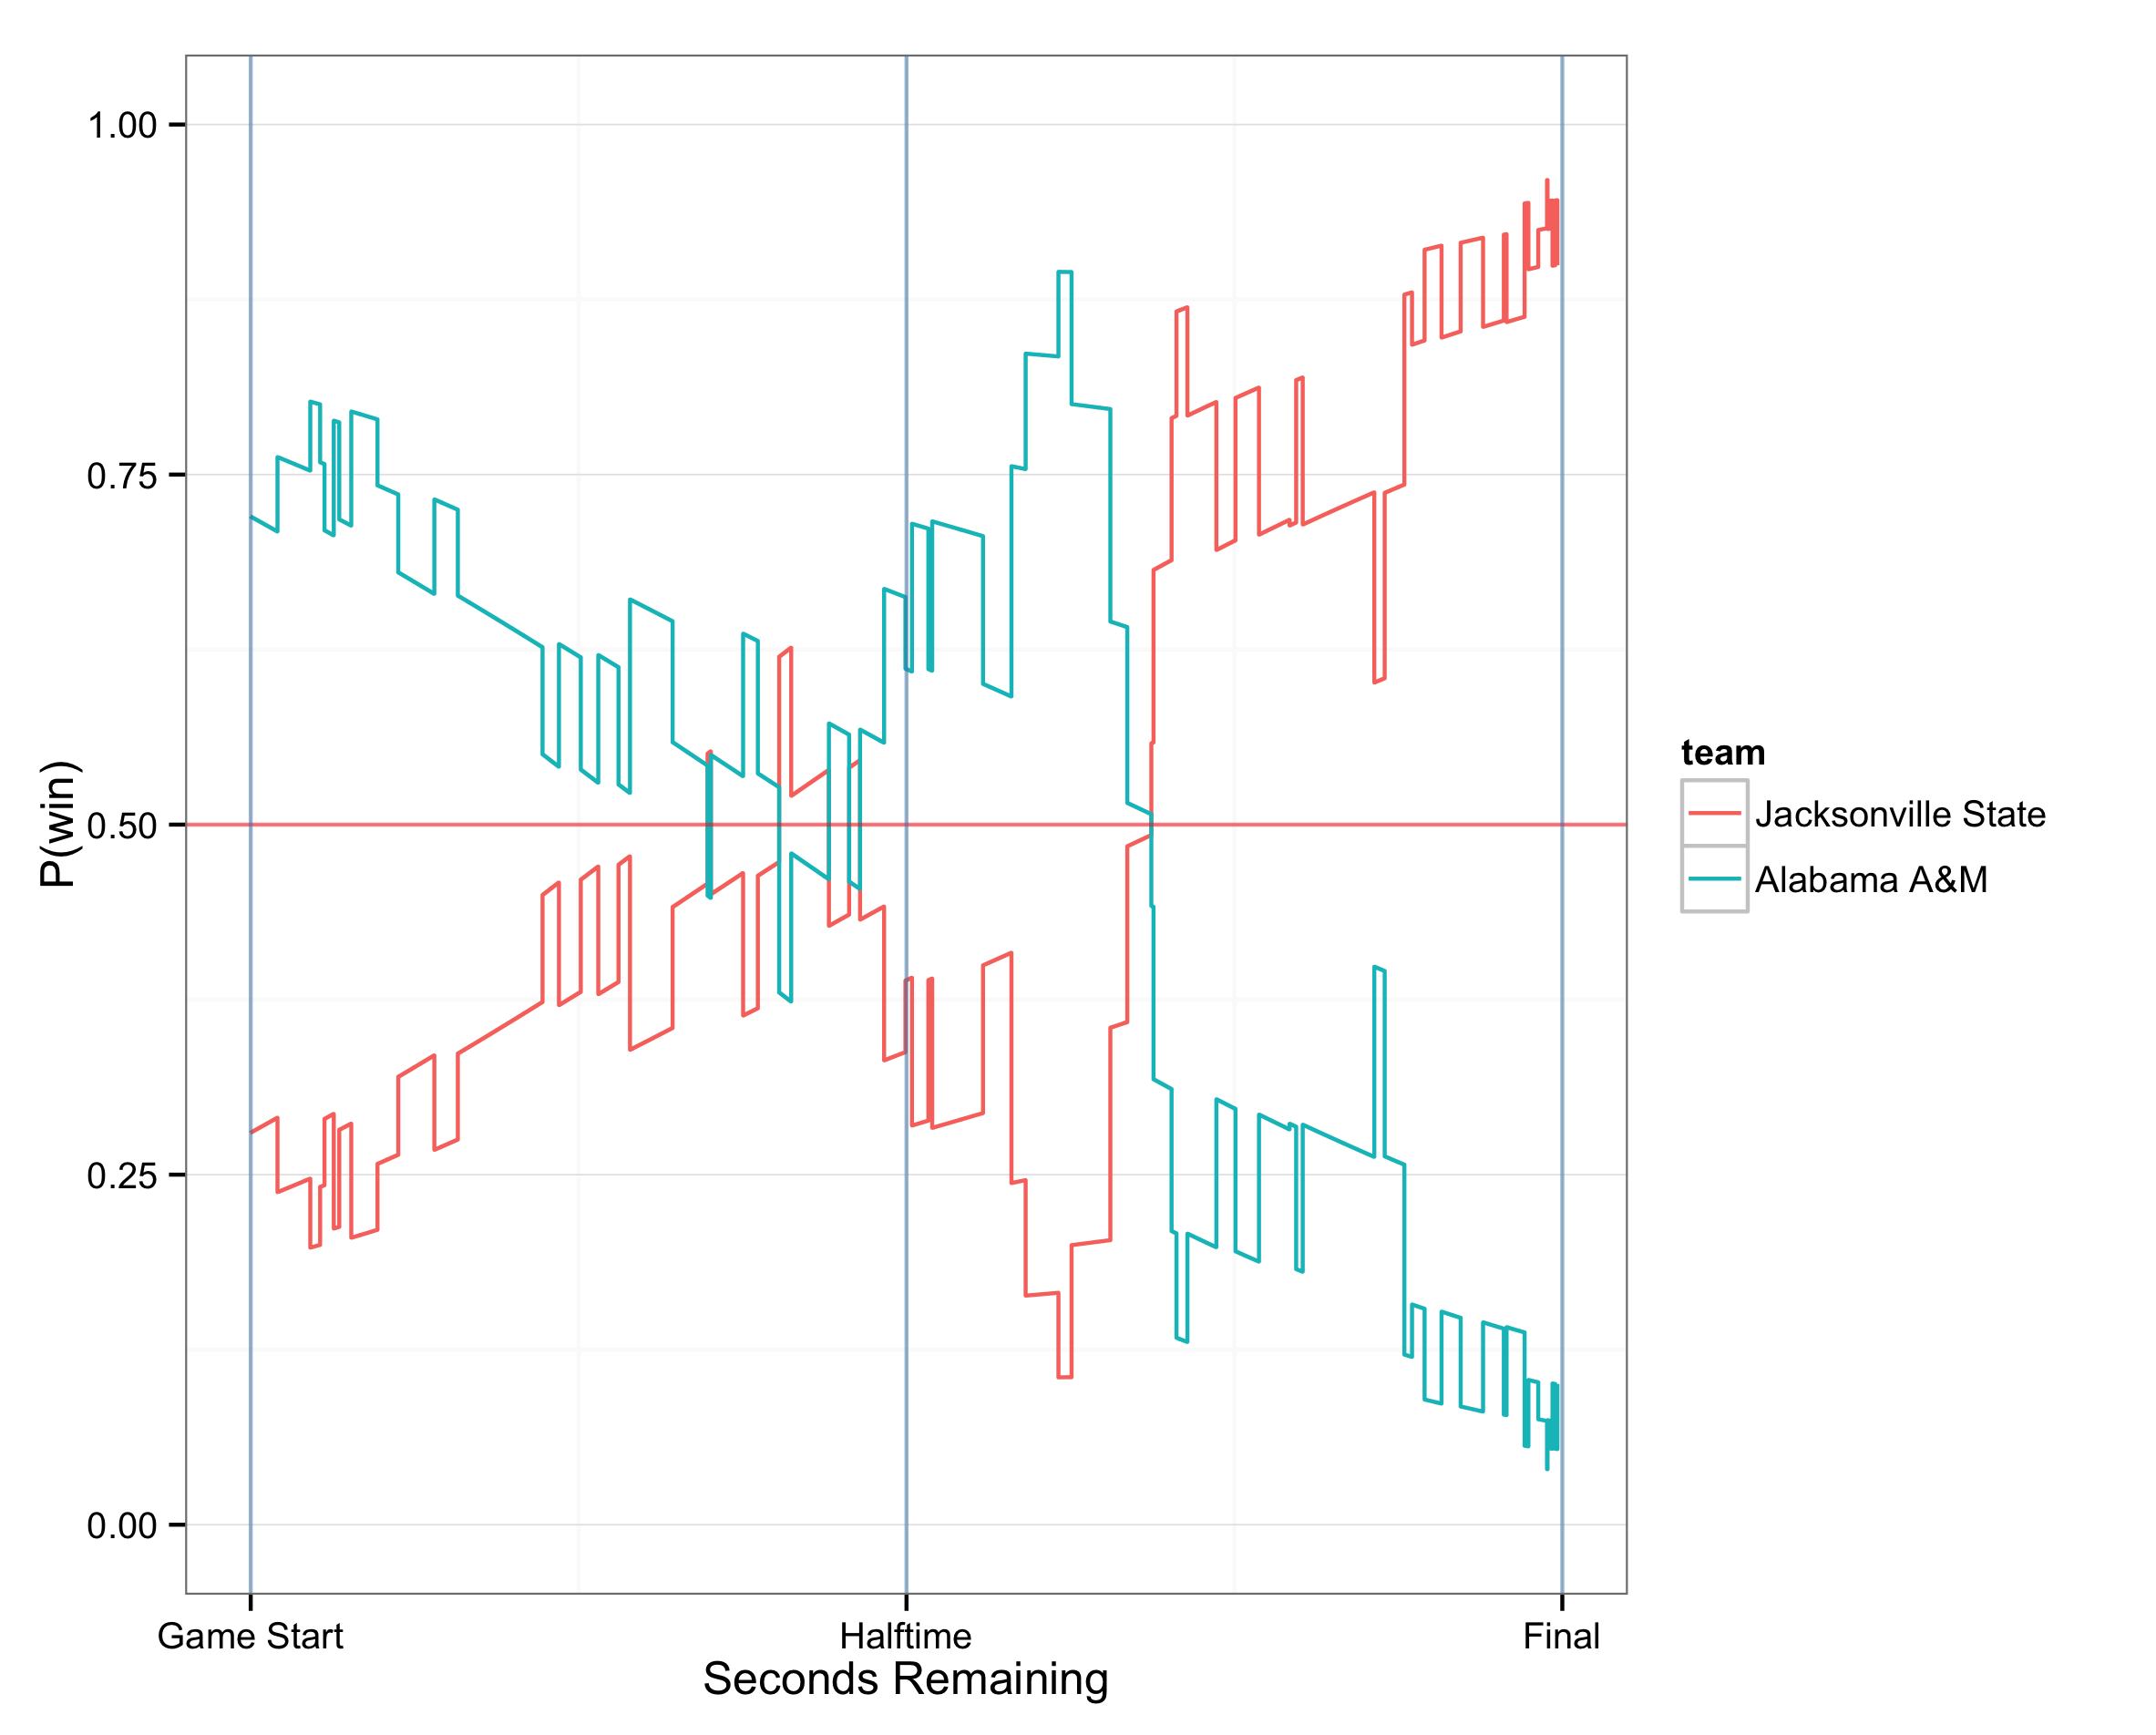 1.00
0.75
0.50
0.25
0.00
P(win)
Game Start
Halftime
Final
Seconds Remaining
team
Jacksonville State
Alabama A&M